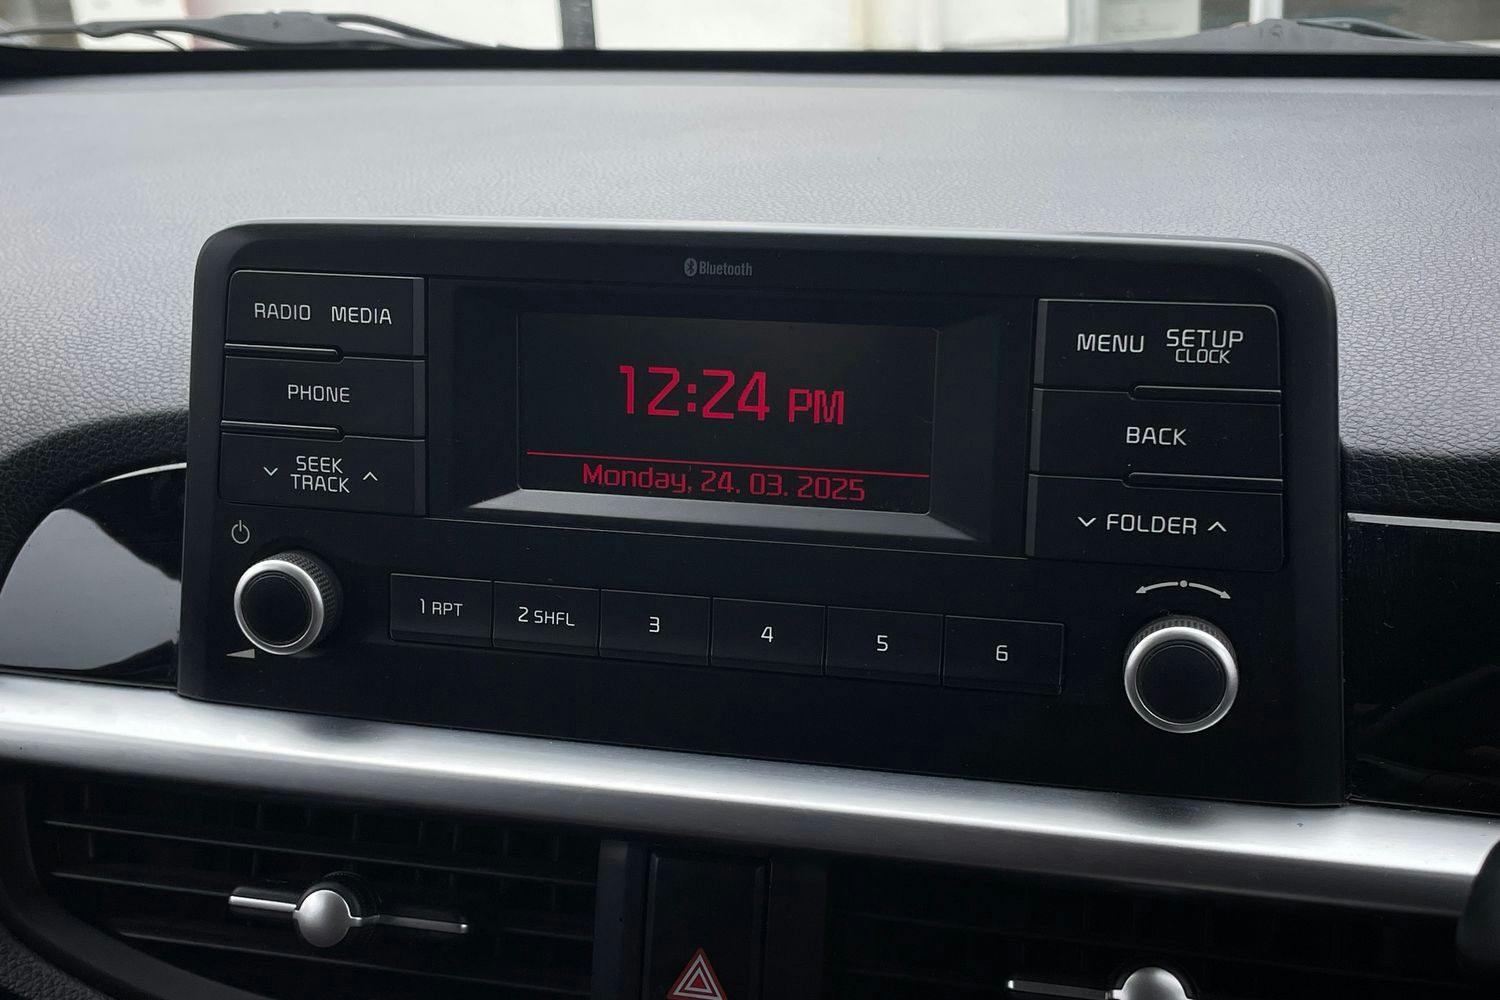 Bluetooth
RADIO MEDIA
PHONE
SEEK
TRACK
12:24 PM
Monday, 24. 03. 2025
MENU SETUP
CLOCK
BACK
FOLDER
1 RPT
2 SHFL
3
4
5
6